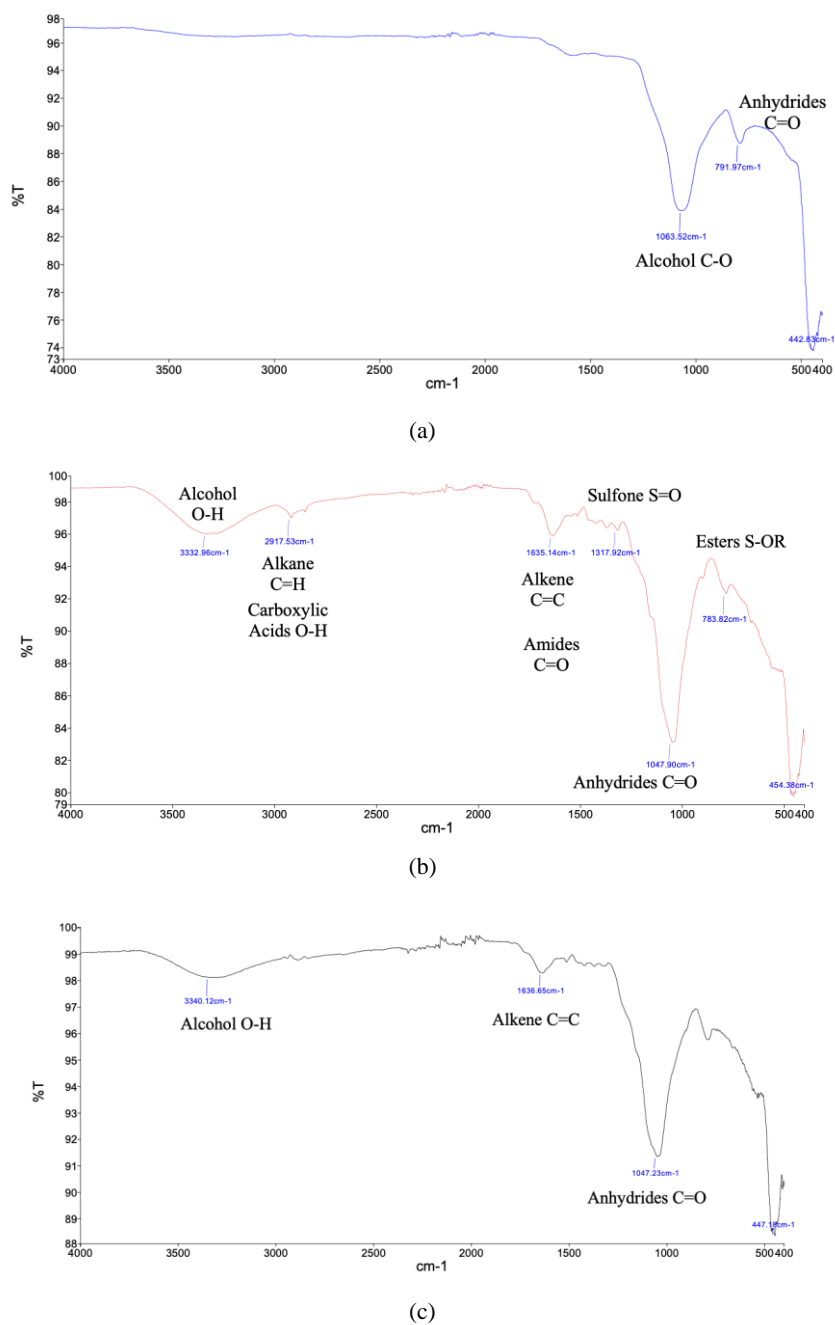 98
96
94
90
88
86
84
82
80
78
76
74
73
%T
Anhydrides
C=O
791.97cm-1
1063.52cm-1
Alcohol C-O
442.83cm-1
4000
3500
3000
2500
2000
1500
1000
500
400
cm-1
(a)
100
98
96
94
92
90
88
86
84
82
80
79
%T
Alcohol
O-H
3332.96cm-1
2917.53cm-1
Alkane
C=H
Carboxylic
Acids O-H
Sulfone S=O
1635.14cm-1
1317.92cm-1
Alkene
C=C
Amides
C=O
Esters S-OR
783.82cm-1
1047.90cm-1
Anhydrides C=O
454.38cm-1
4000
3500
3000
2500
2000
1500
1000
500
400
cm-1
(b)
100
99
98
97
96
95
94
93
92
91
90
89
88
%T
3340.12cm-1
Alcohol O-H
1636.65cm-1
Alkene C=C
1047.23cm-1
Anhydrides C=O
4000
3500
3000
2500
2000
1500
1000
500
400
cm-1
(c)